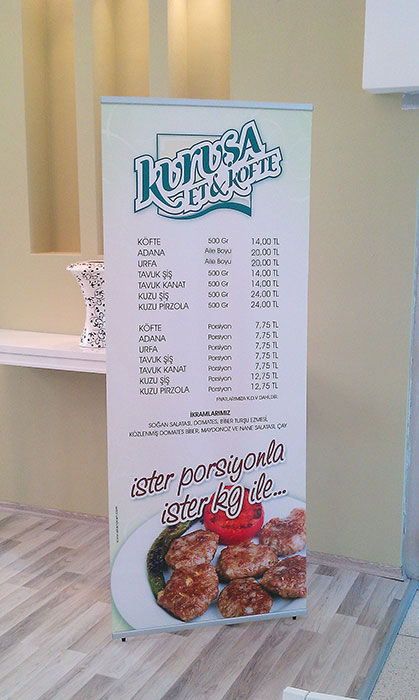 Kuruşa
ET & KÖFTE
KÖFTE 500 Gr 14,00 TL
ADANA Aile Boyu 20,00 TL
URFA Aile Boyu 20,00 TL
TAVUK ŞİŞ 500 Gr 14,00 TL
TAVUK KANAT 500 Gr 14,00 TL
KUZU ŞİŞ 500 Gr 24,00 TL
KUZU PİRZOLA 500 Gr 24,00 TL
KÖFTE Porsiyon 7,75 TL
ADANA Porsiyon 7,75 TL
URFA Porsiyon 7,75 TL
TAVUK ŞİŞ Porsiyon 7,75 TL
TAVUK KANAT Porsiyon 7,75 TL
KUZU ŞİŞ Porsiyon 12,75 TL
KUZU PİRZOLA Porsiyon 12,75 TL
FİYATLARIMIZA K.D.V DAHİLDİR.
İKRAMLARIMIZ
SOĞAN SALATASI, DOMATES, BİBER TURŞU EZMESİ,
KÖZLENMİŞ DOMATES BİBER, MAYDONOZ ve NANE SALATASI, ÇAY
ister porsiyonla
ister kg ile...